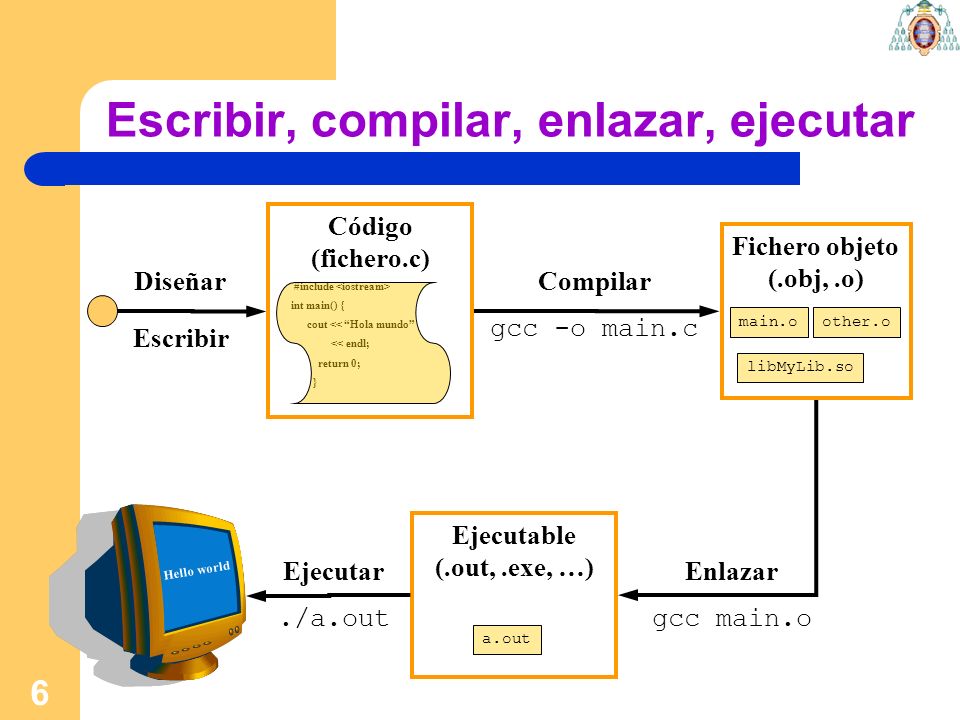 Escribir, compilar, enlazar, ejecutar
Diseñar
Escribir
Código
(fichero.c)
#include <iostream>
int main() {
cout << “Hola mundo”
<< endl;
return 0;
}
Compilar
gcc -o main.c
Fichero objeto
(.obj, .o)
main.o
other.o
libMyLib.so
Enlazar
gcc main.o
Ejecutable
(.out, .exe, …)
a.out
Ejecutar
./a.out
Hello world
6